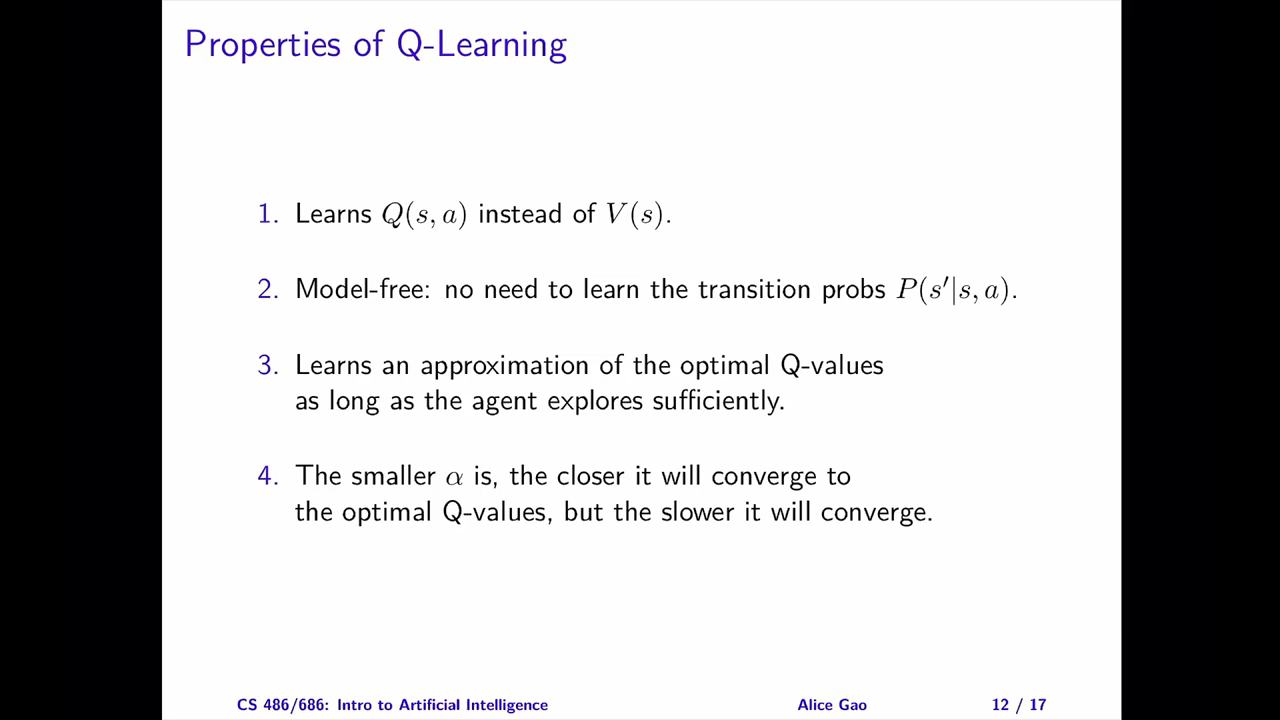 Properties of Q-Learning
1. Learns Q(s, a) instead of V(s).
2. Model-free: no need to learn the transition probs P(s′|s, a).
3. Learns an approximation of the optimal Q-values
as long as the agent explores sufficiently.
4. The smaller α is, the closer it will converge to
the optimal Q-values, but the slower it will converge.
CS 486/686: Intro to Artificial Intelligence Alice Gao 12 / 17